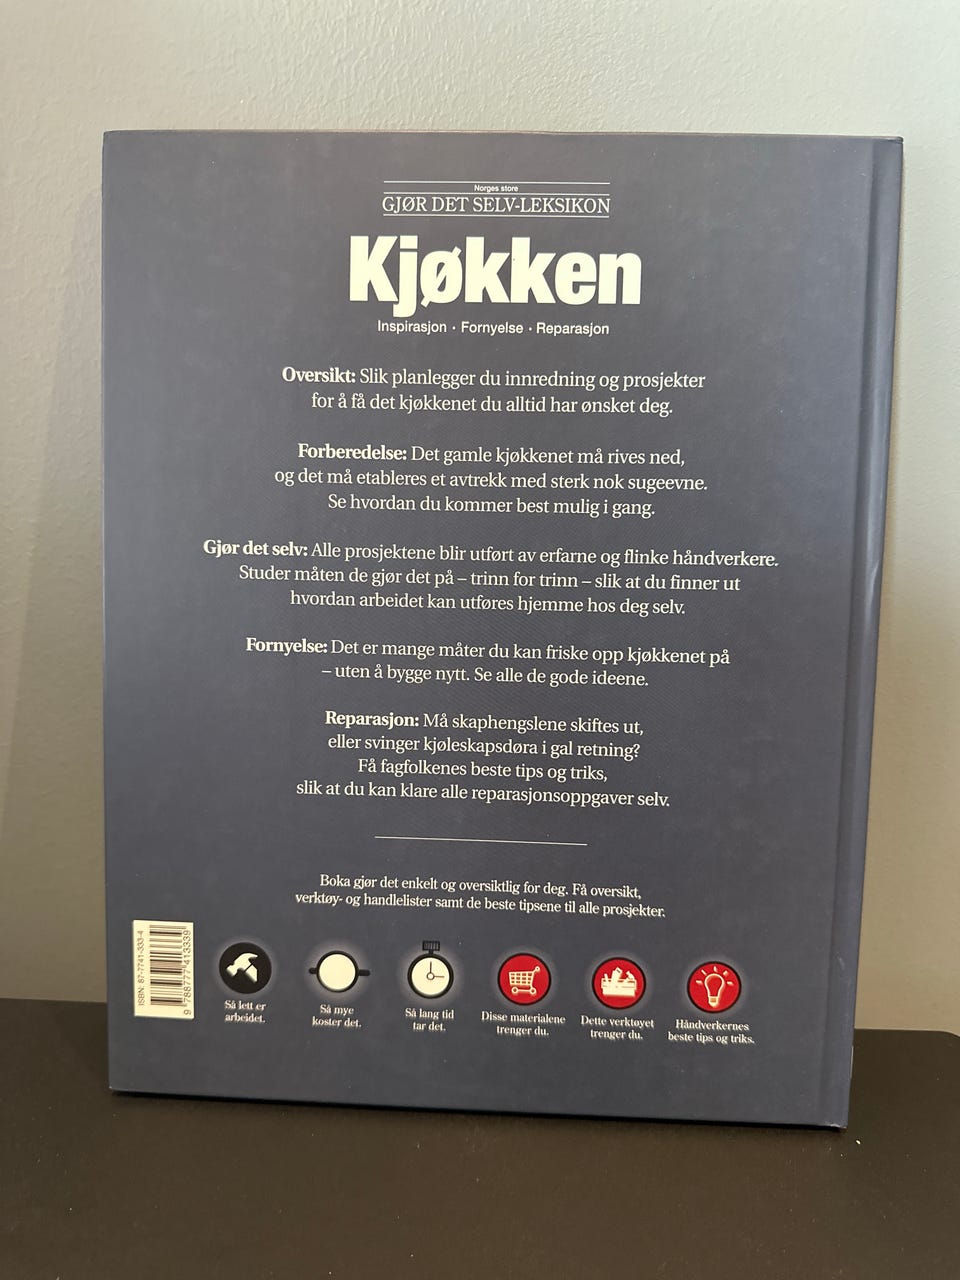 Norges store
GJØR DET SELV-LEKSIKON
Kjøkken
Inspirasjon · Fornyelse · Reparasjon
Oversikt: Slik planlegger du innredning og prosjekter
for å få det kjøkkenet du alltid har ønsket deg.
Forberedelse: Det gamle kjøkkenet må rives ned,
og det må etableres et avtrekk med sterk nok sugeevne.
Se hvordan du kommer best mulig i gang.
Gjør det selv: Alle prosjektene blir utført av erfarne og flinke håndverkere.
Studer måten de gjør det på – trinn for trinn – slik at du finner ut
hvordan arbeidet kan utføres hjemme hos deg selv.
Fornyelse: Det er mange måter du kan friske opp kjøkkenet på
– uten å bygge nytt. Se alle de gode ideene.
Reparasjon: Må skaphengslene skiftes ut,
eller svinger kjøleskapsdøra i gal retning?
Få fagfolkenes beste tips og triks,
slik at du kan klare alle reparasjonsoppgaver selv.
Boka gjør det enkelt og oversiktlig for deg. Få oversikt,
verktøy- og handlelister samt de beste tipsene til alle prosjekter.
ISBN: 87-7741-333-4
9 788777 413339
Så lett er
arbeidet.
Så mye
koster det.
Så lang tid
tar det.
Disse materialene
trenger du.
Dette verktøyet
trenger du.
Håndverkernes
beste tips og triks.